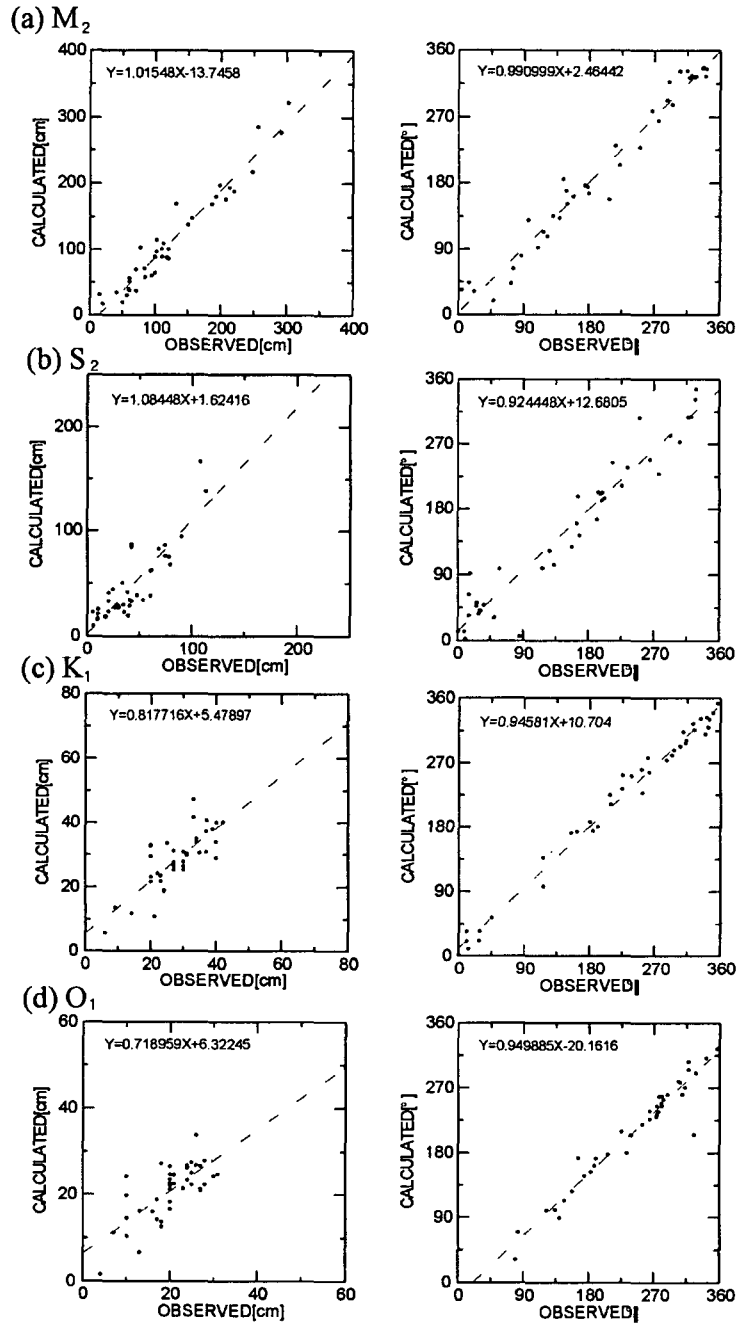 (a) M₂
400
300
200
100
0
CALCULATED[cm]
Y=1.01548X-13.7458
0 100 200 300 400
OBSERVED[cm]
360
270
180
90
0
CALCULATED[°]
Y=0.990999X+2.46442
0 90 180 270 360
OBSERVED
(b) S₂
200
100
0
CALCULATED[cm]
Y=1.08448X+1.62416
0 100 200
OBSERVED[cm]
360
270
180
90
0
CALCULATED[°]
Y=0.924448X+12.6805
0 90 180 270 360
OBSERVED
(c) K₁
80
60
40
20
0
CALCULATED[cm]
Y=0.817716X+5.47897
0 20 40 60 80
OBSERVED[cm]
360
270
180
90
0
CALCULATED[°]
Y=0.94581X+10.704
0 90 180 270 360
OBSERVED
(d) O₁
60
40
20
0
CALCULATED[cm]
Y=0.718959X+6.32245
0 20 40 60
OBSERVED[cm]
360
270
180
90
0
CALCULATED[°]
Y=0.949885X-20.1616
0 90 180 270 360
OBSERVED